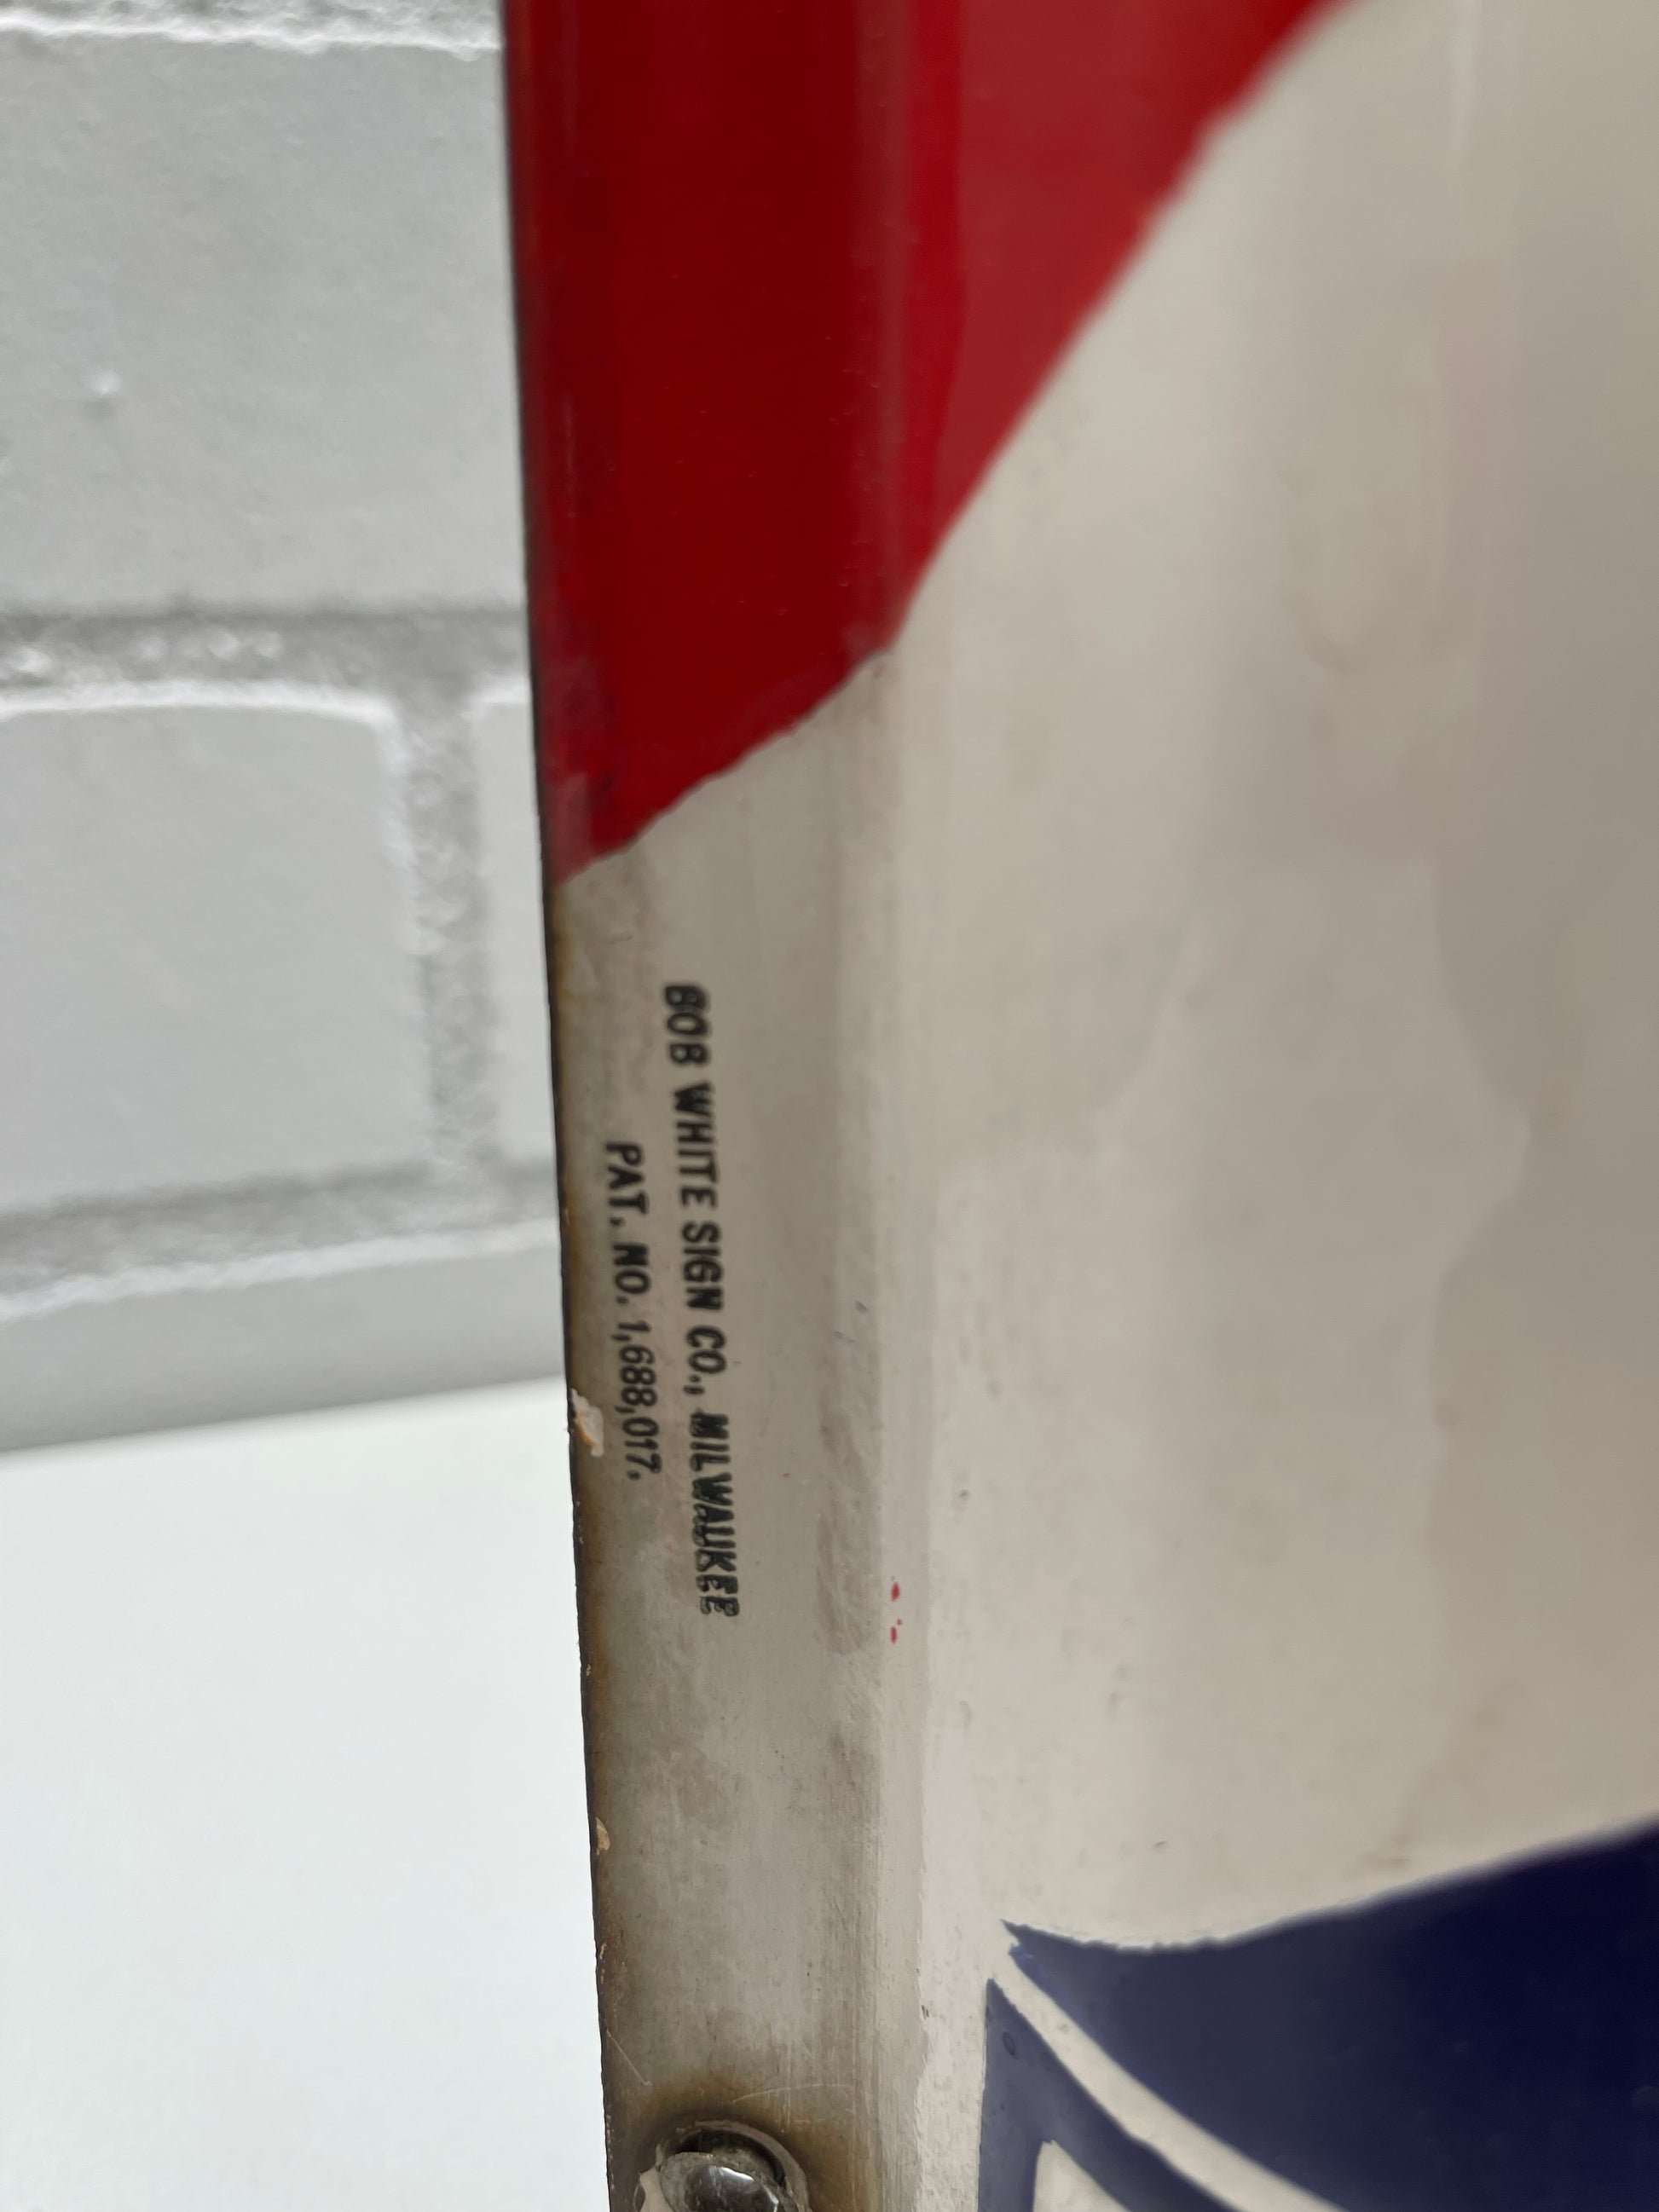 BOB WHITE SIGN CO., MILWAUKEE
PAT. NO. 1,688,017.